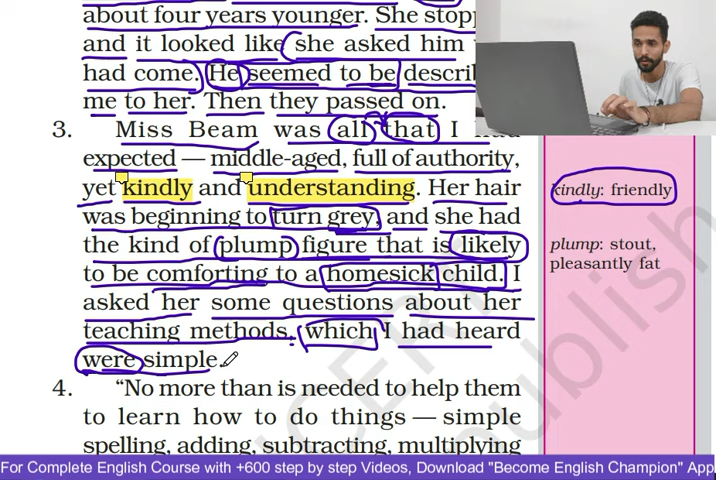 about four years younger. She stopp
and it looked like she asked him
had come. He seemed to be describ
me to her. Then they passed on.
3. Miss Beam was all that I had
expected — middle-aged, full of authority,
yet kindly and understanding. Her hair
was beginning to turn grey, and she had
the kind of plump figure that is likely
to be comforting to a homesick child. I
asked her some questions about her
teaching methods, which I had heard
were simple.
kindly: friendly
plump: stout,
pleasantly fat
4. “No more than is needed to help them
to learn how to do things — simple
spelling, adding, subtracting, multiplying
For Complete English Course with +600 step by step Videos, Download "Become English Champion" App